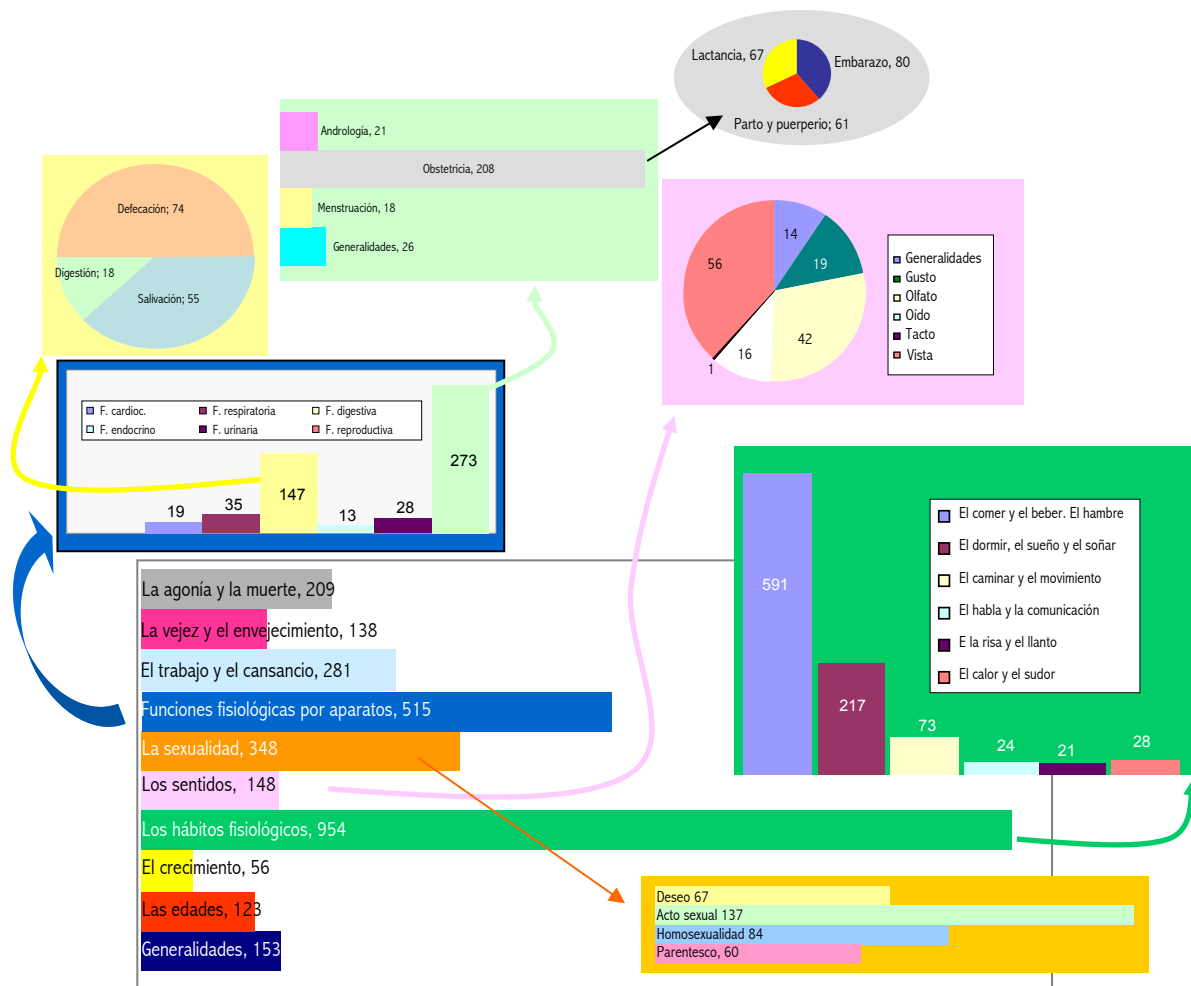 Lactancia, 67
Embarazo, 80
Parto y puerperio; 61
Andrología, 21
Obstetricia, 208
Menstruación, 18
Generalidades, 26
Defecación; 74
Digestión; 18
Salivación; 55
14
19
42
16
1
56
Generalidades
Gusto
Olfato
Oído
Tacto
Vista
F. cardioc.
F. respiratoria
F. digestiva
F. endocrino
F. urinaria
F. reproductiva
19
35
147
13
28
273
El comer y el beber. El hambre
El dormir, el sueño y el soñar
El caminar y el movimiento
El habla y la comunicación
E la risa y el llanto
El calor y el sudor
591
217
73
24
21
28
La agonía y la muerte, 209
La vejez y el envejecimiento, 138
El trabajo y el cansancio, 281
Funciones fisiológicas por aparatos, 515
La sexualidad, 348
Los sentidos, 148
Los hábitos fisiológicos, 954
El crecimiento, 56
Las edades, 123
Generalidades, 153
Deseo 67
Acto sexual 137
Homosexualidad 84
Parentesco, 60